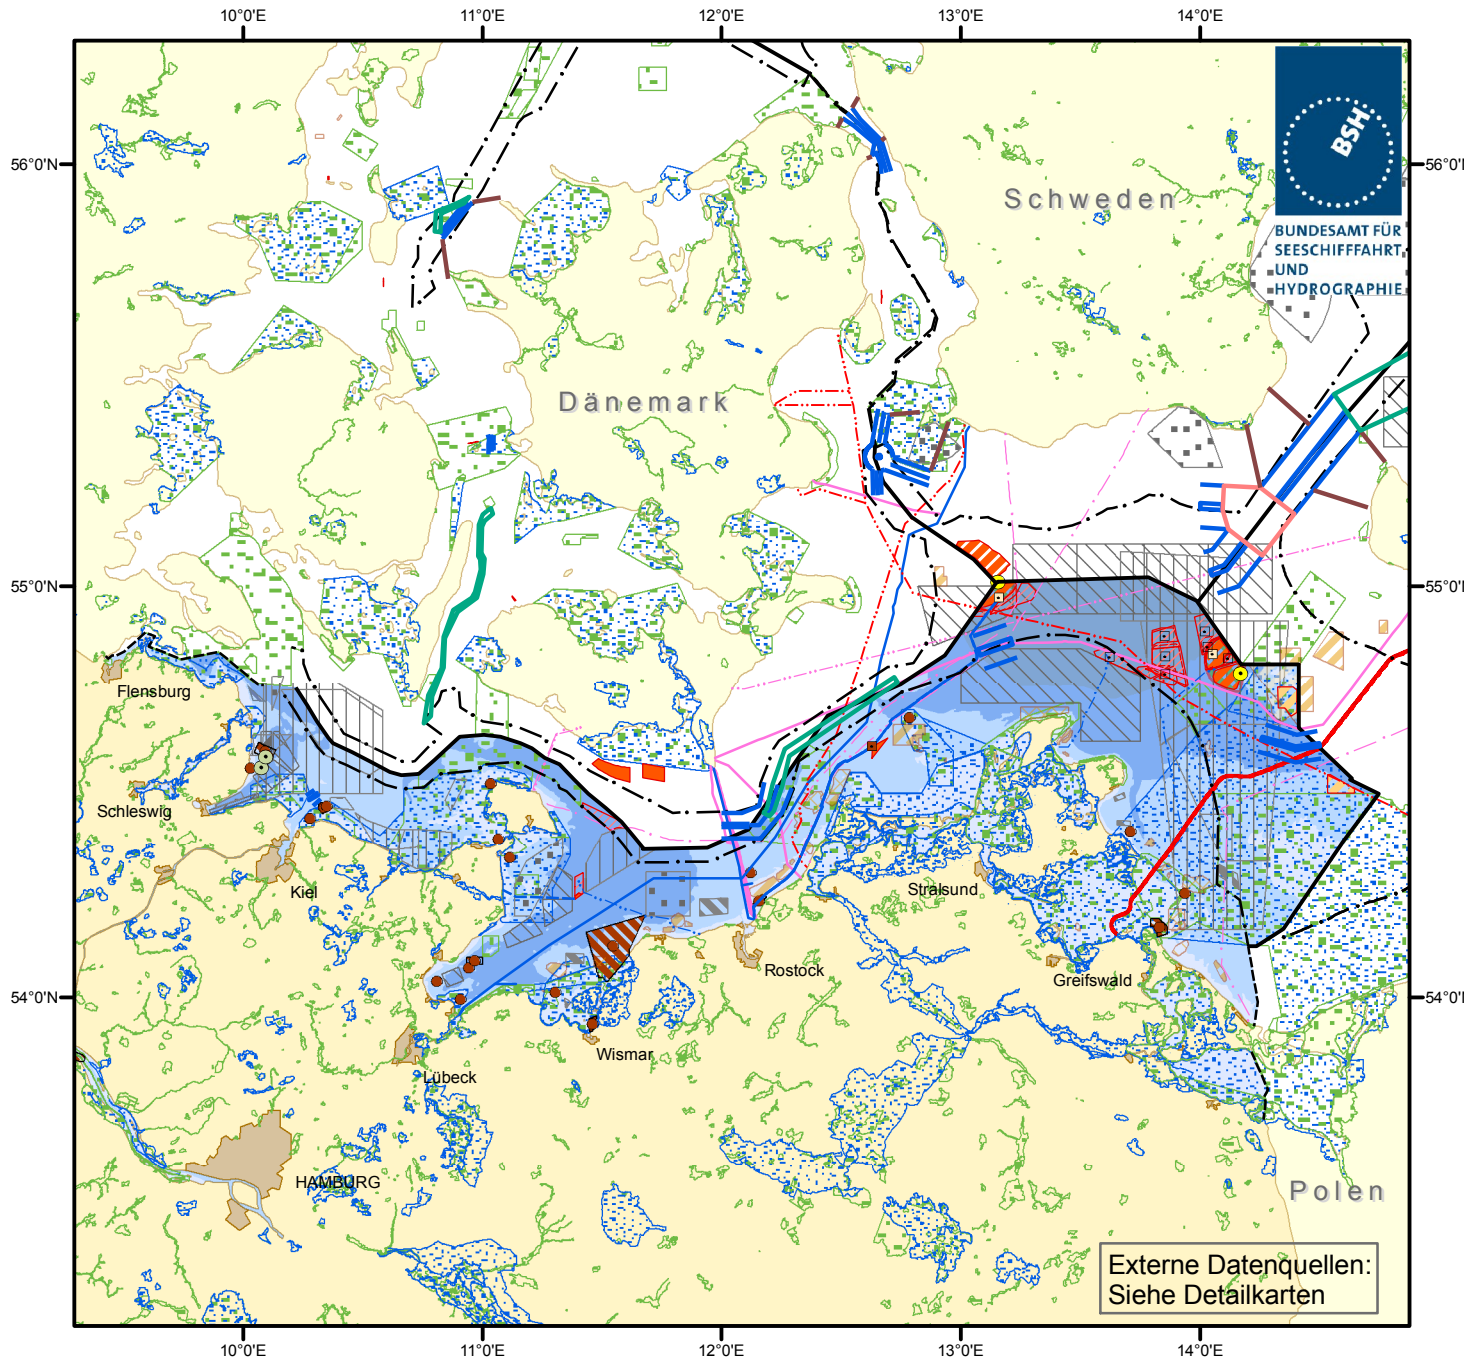 10°0'E 11°0'E 12°0'E 13°0'E 14°0'E
56°0'N 56°0'N
BSH
Schweden
BUNDESAMT FÜR
SEESCHIFFFAHRT
UND
HYDROGRAPHIE
Dänemark
55°0'N 55°0'N
Flensburg
Schleswig
Kiel
Stralsund
Rostock
Greifswald
54°0'N 54°0'N
Wismar
Lübeck
HAMBURG
Polen
Externe Datenquellen:
Siehe Detailkarten
10°0'E 11°0'E 12°0'E 13°0'E 14°0'E